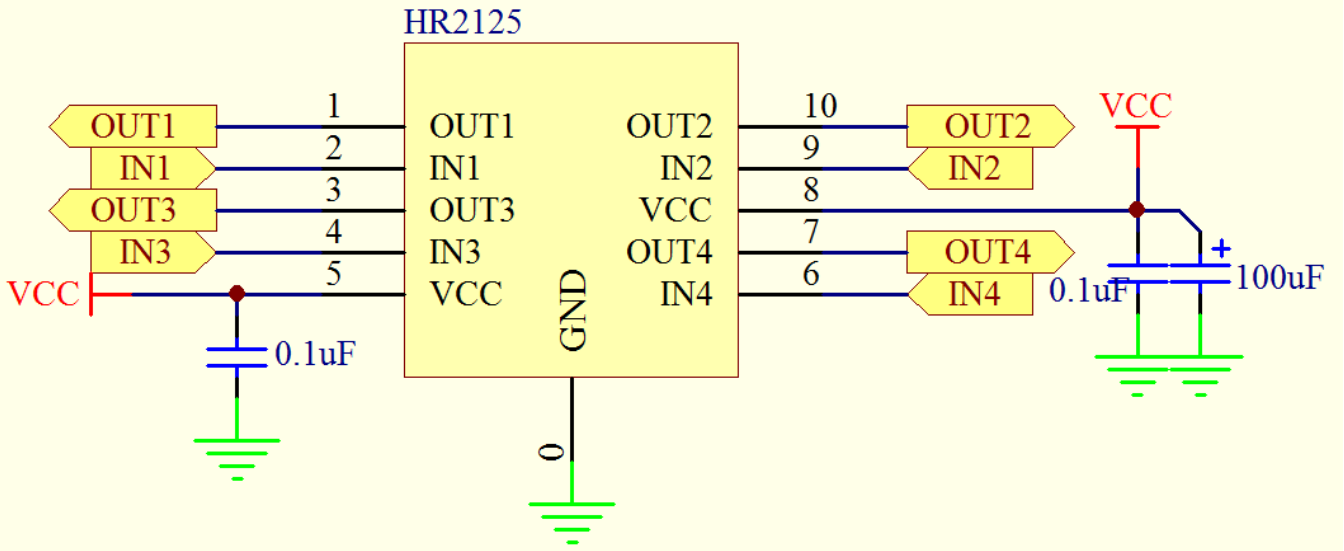 HR2125
OUT1 1 OUT1 OUT2 10 OUT2 VCC
IN1 2 IN1 IN2 9 IN2
OUT3 3 OUT3 VCC 8
IN3 4 IN3 OUT4 7 OUT4
VCC 5 VCC GND IN4 6 IN4 0.1uF + 100uF
0.1uF
0